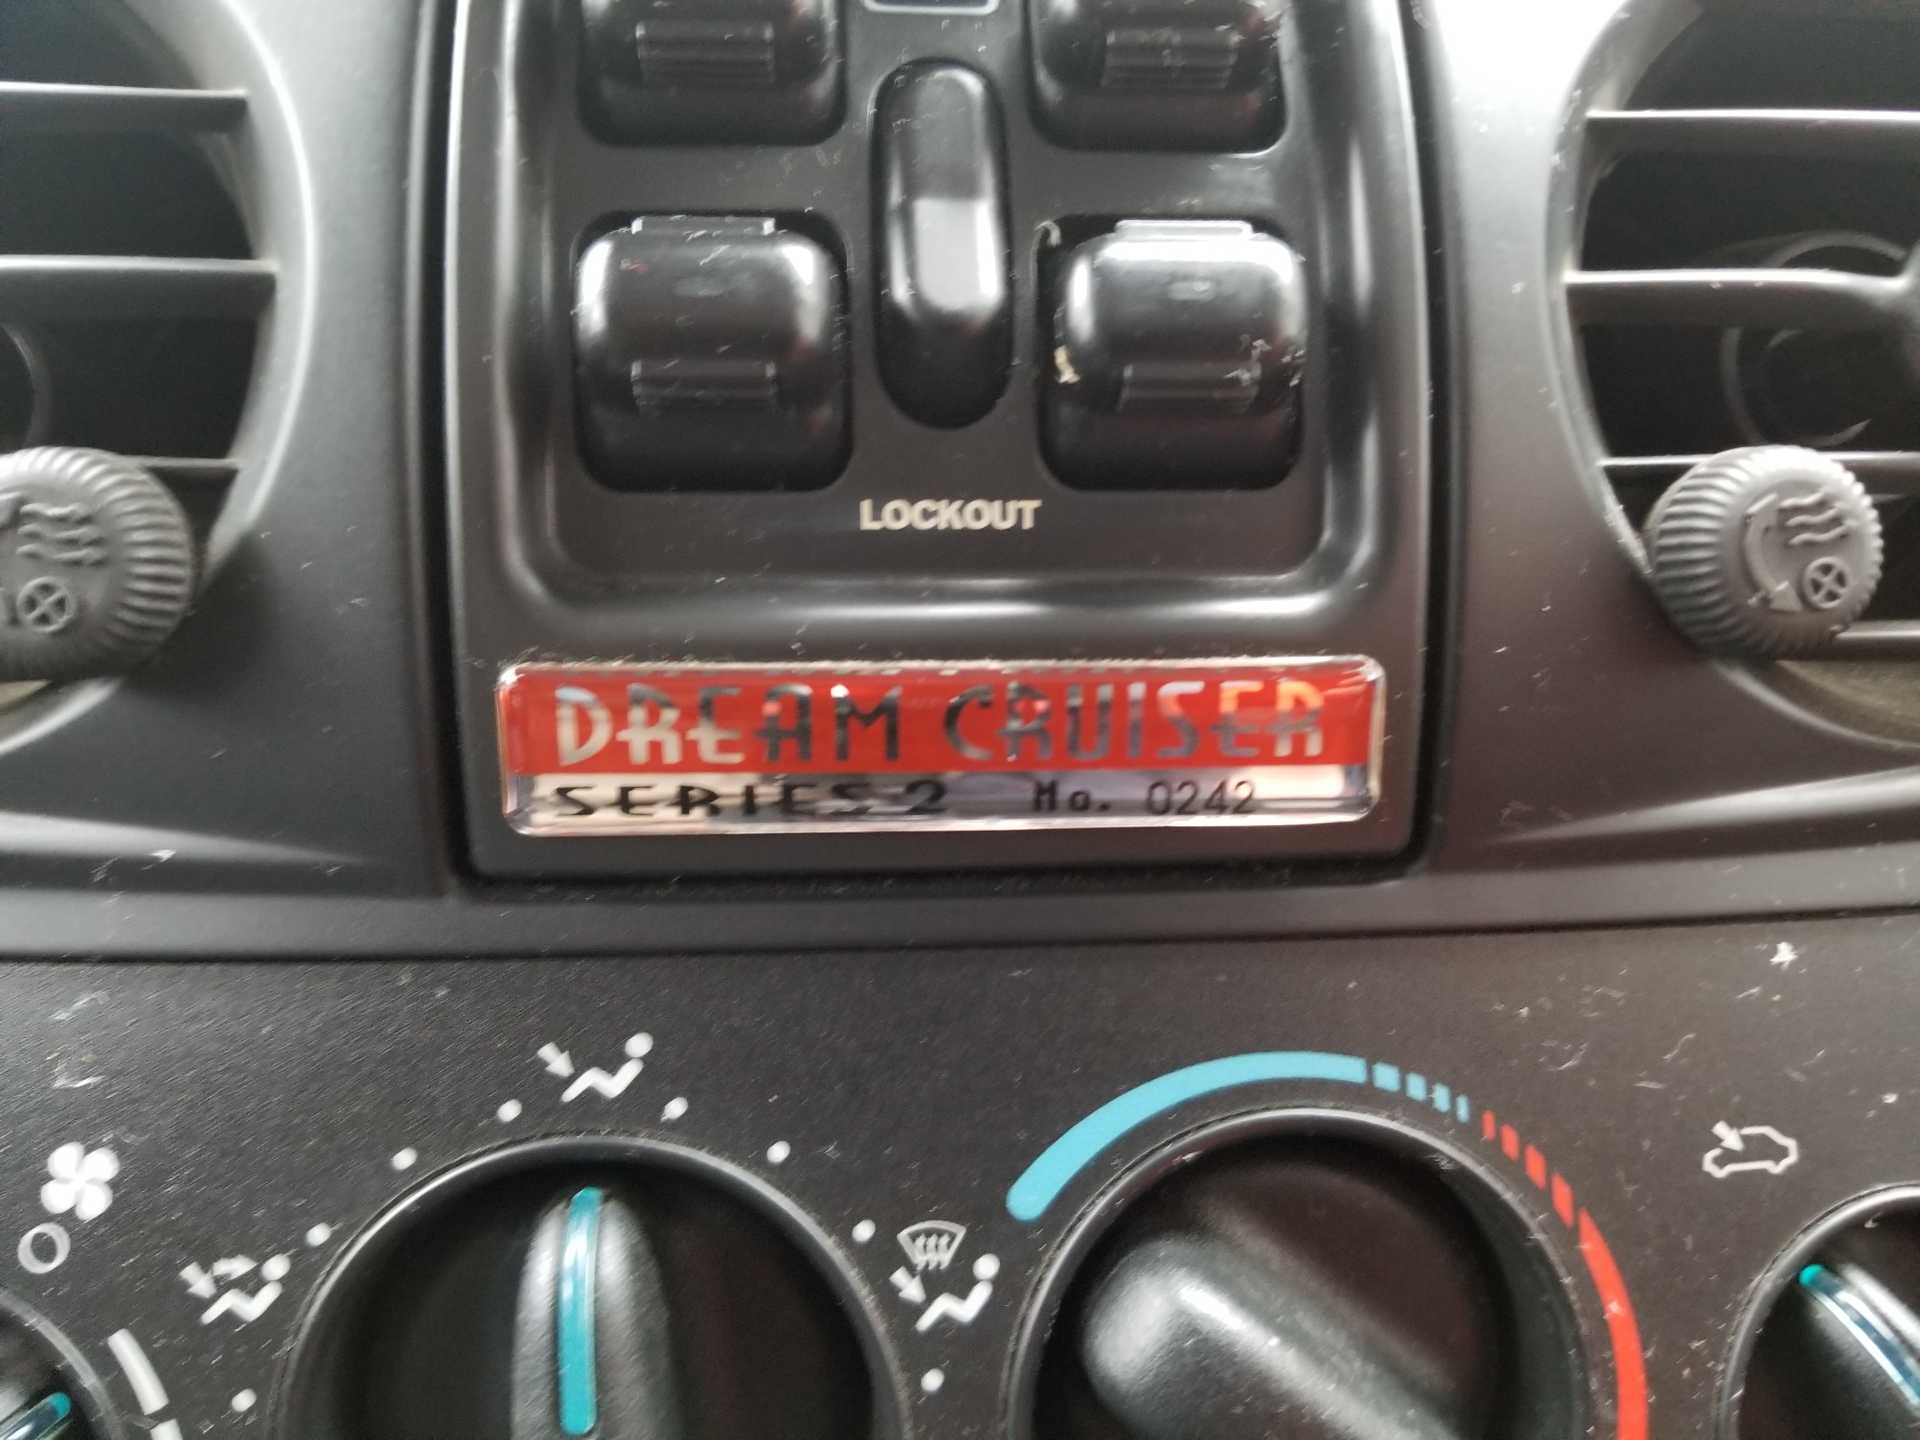 LOCKOUT
DREAM CRUISER
SERIES 2 No. 0242